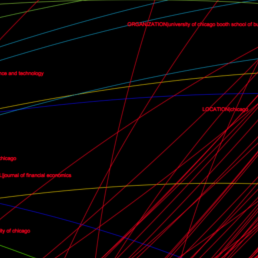 ORGANIZATION|university of chicago booth school of b
nce and technology
LOCATION|chicago
chicago
L|journal of financial economics
ity of chicago